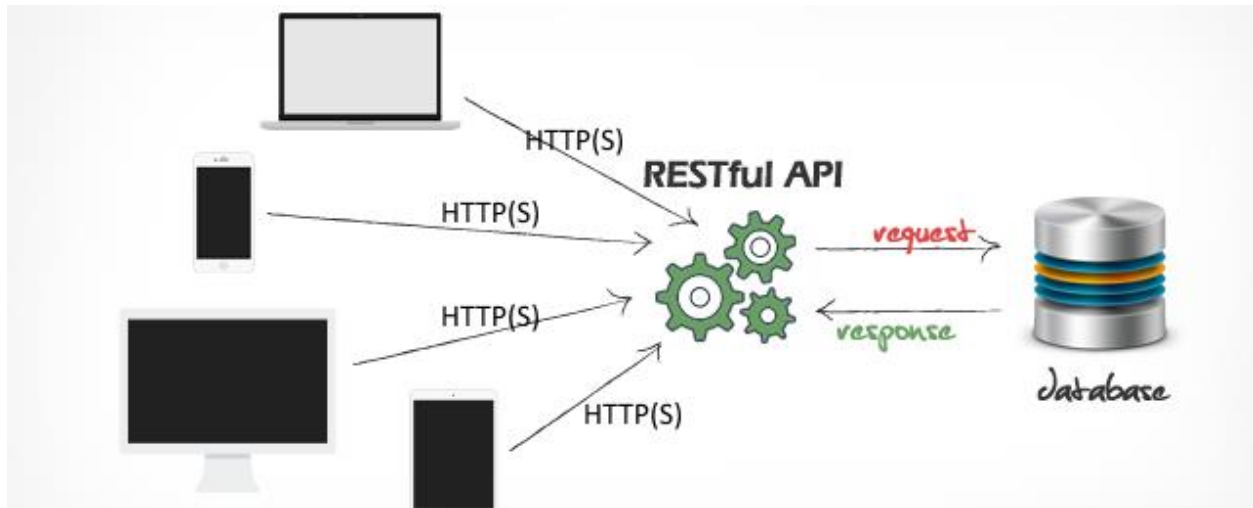 HTTP(S)
RESTful API
HTTP(S)
request
HTTP(S)
response
database
HTTP(S)